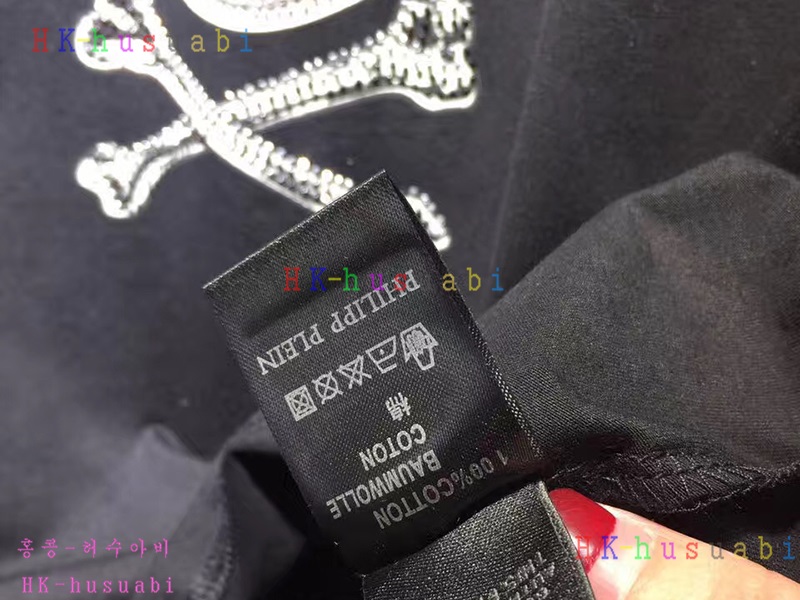 HK-husuabi
HK-husuabi
PHILIPP PLEIN
100%COTTON
BAUMWOLLE
COTON
棉
HK-husuabi
홍콩-허수아비
HK-husuabi